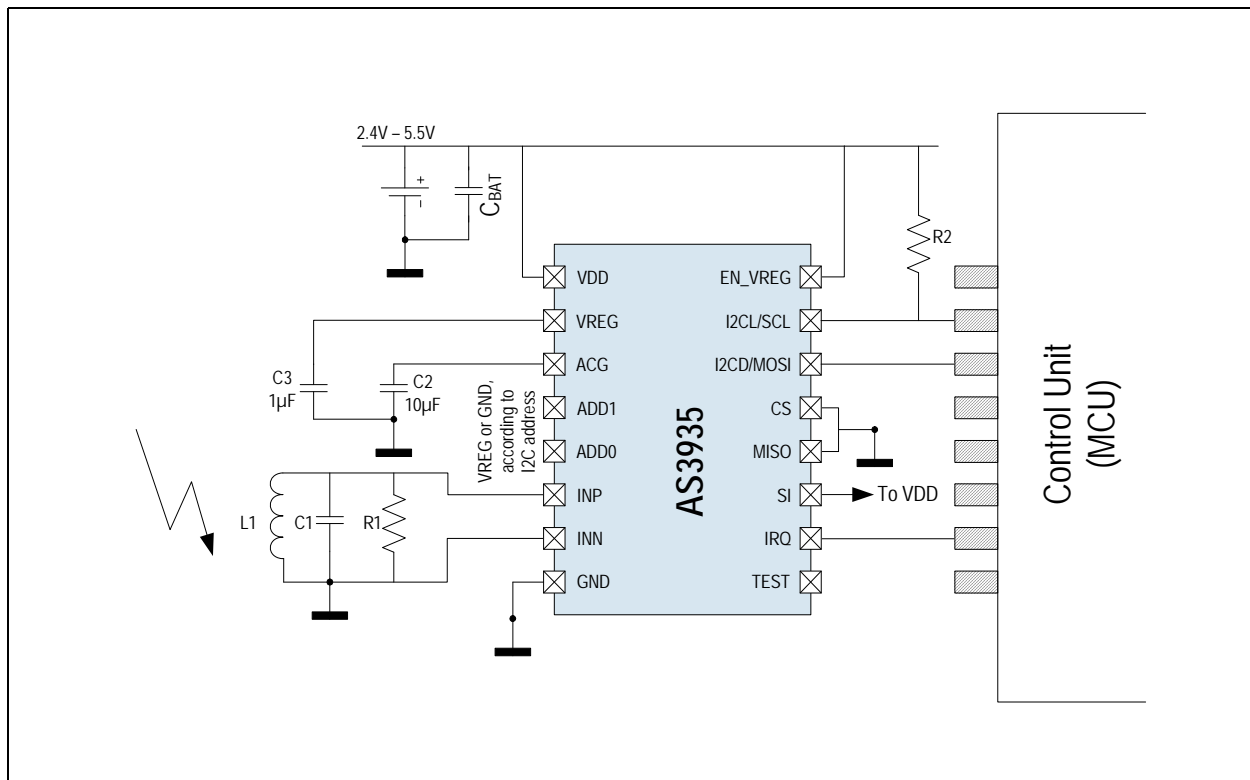 2.4V – 5.5V
+
–
CBAT
R2
VDD
VREG
ACG
ADD1
ADD0
INP
INN
GND
AS3935
EN_VREG
I2CL/SCL
I2CD/MOSI
CS
MISO
SI
IRQ
TEST
C3
1µF
C2
10µF
VREG or GND,
according to
I2C address
L1
C1
R1
To VDD
Control Unit
(MCU)